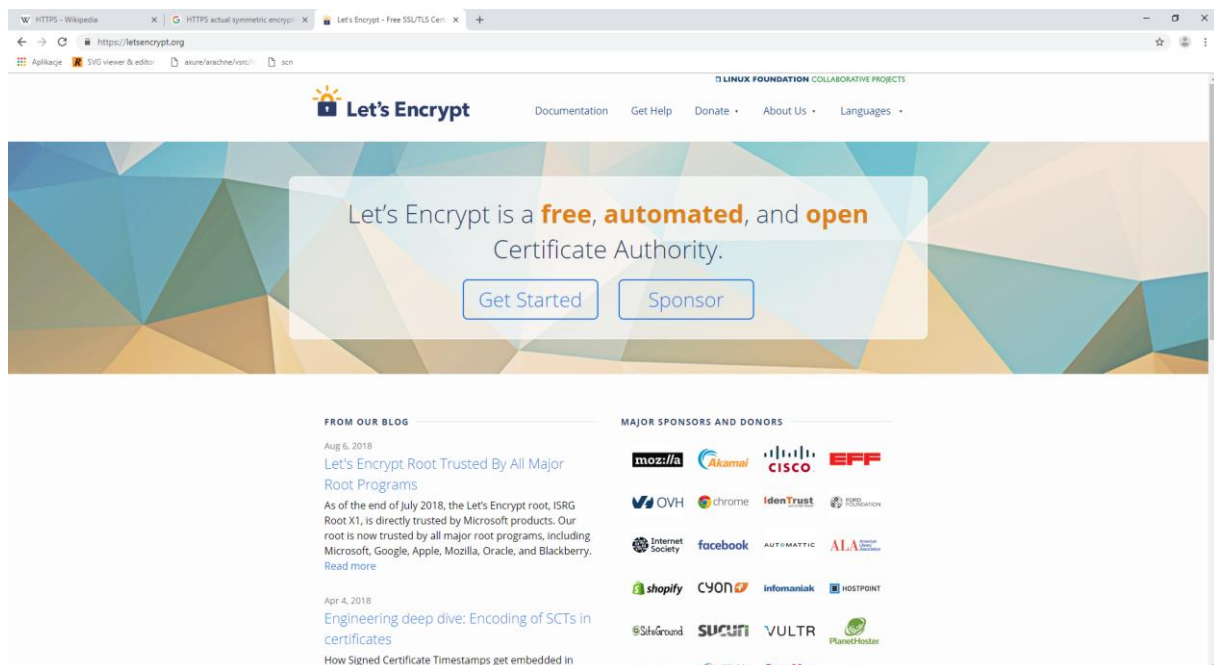 HTTPS - Wikipedia
HTTPS actual symmetric encrypti
Let's Encrypt - Free SSL/TLS Cert
https://letsencrypt.org
Aplikacje SVG viewer & editor axure/arachne/vsrc/ scn
LINUX FOUNDATION COLLABORATIVE PROJECTS
Let's Encrypt
Documentation Get Help Donate About Us Languages
Let's Encrypt is a free, automated, and open
Certificate Authority.
Get Started Sponsor
FROM OUR BLOG
Aug 6, 2018
Let's Encrypt Root Trusted By All Major
Root Programs
As of the end of July 2018, the Let's Encrypt root, ISRG
Root X1, is directly trusted by Microsoft products. Our
root is now trusted by all major root programs, including
Microsoft, Google, Apple, Mozilla, Oracle, and Blackberry.
Read more
Apr 4, 2018
Engineering deep dive: Encoding of SCTs in
certificates
How Signed Certificate Timestamps get embedded in
MAJOR SPONSORS AND DONORS
moz://a Akamai CISCO EFF
OVH chrome IdenTrust FORD FOUNDATION
Internet Society facebook AUTOMATTIC ALA American Library Association
shopify CYON infomaniak HOSTPOINT
SiteGround SUCURI VULTR PlanetHoster